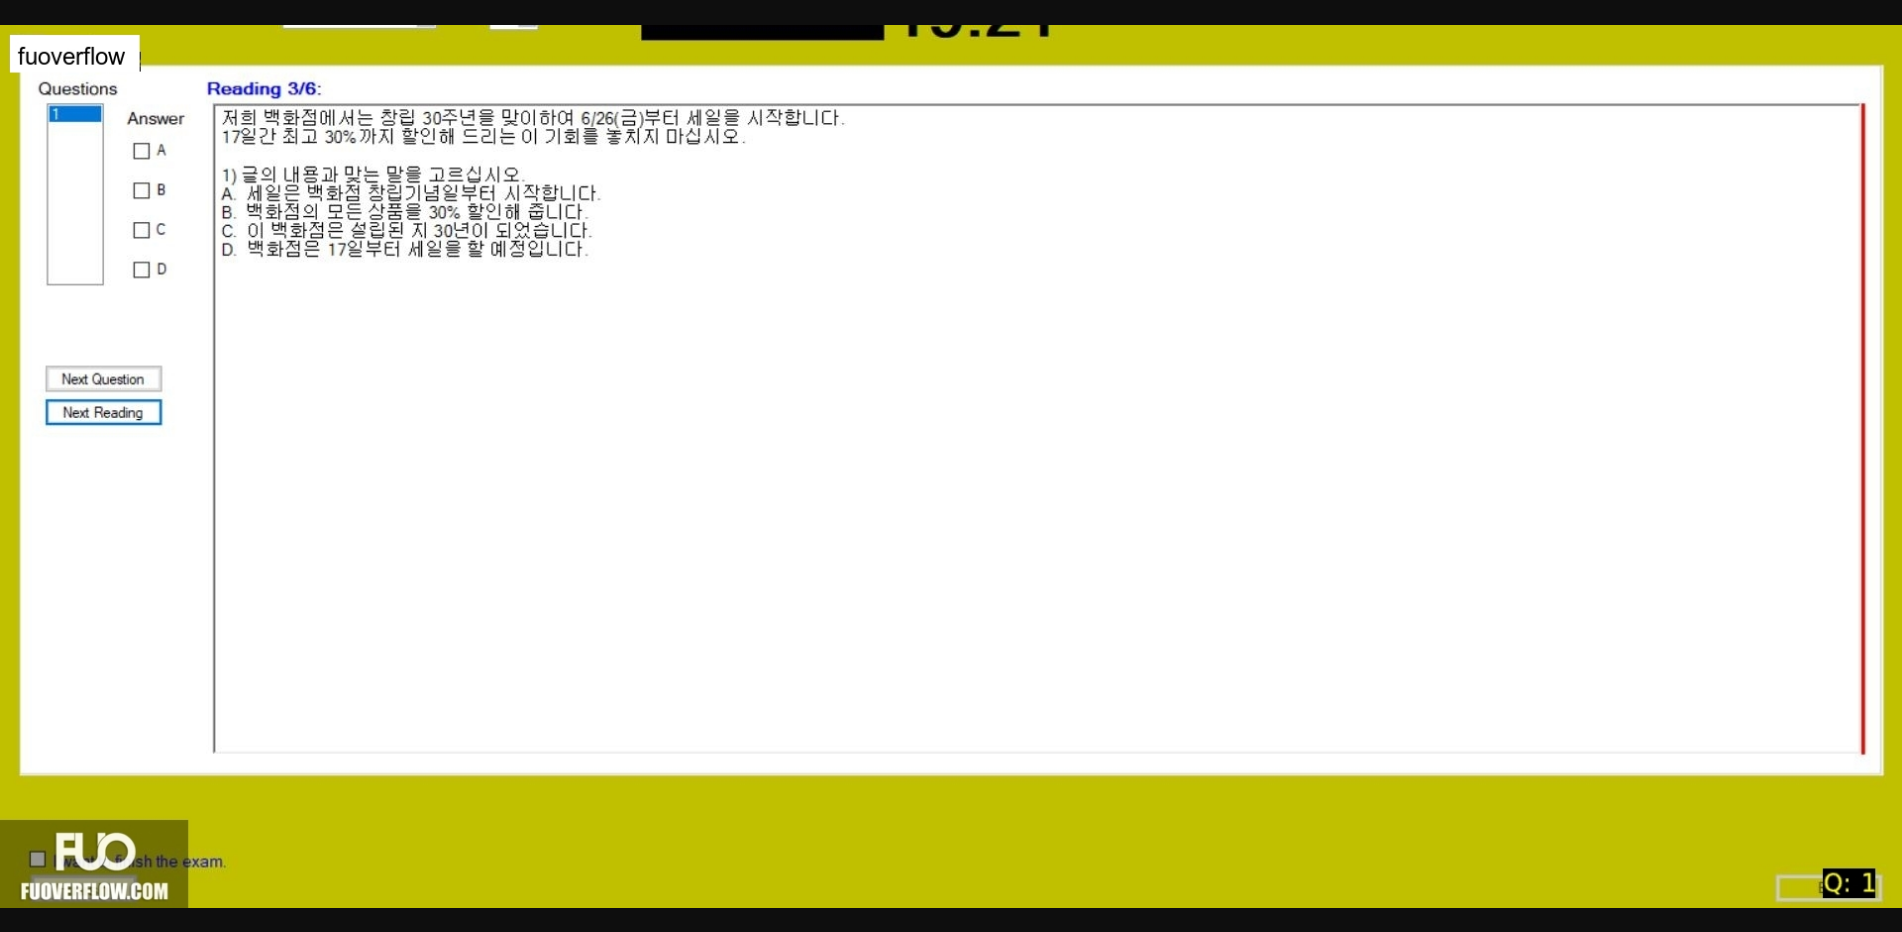 fuoverflow
Questions
Reading 3/6:
1
Answer
저희 백화점에서는 창립 30주년을 맞이하여 6/26(금)부터 세일을 시작합니다.
17일간 최고 30%까지 할인해 드리는 이 기회를 놓치지 마십시오.
1) 글의 내용과 맞는 말을 고르십시오.
A. 세일은 백화점 창립기념일부터 시작합니다.
B. 백화점의 모든 상품을 30% 할인해 줍니다.
C. 이 백화점은 설립된 지 30년이 되었습니다.
D. 백화점은 17일부터 세일을 할 예정입니다.
A
B
C
D
Next Question
Next Reading
FUO
the exam.
FUOVERFLOW.COM
Q: 1